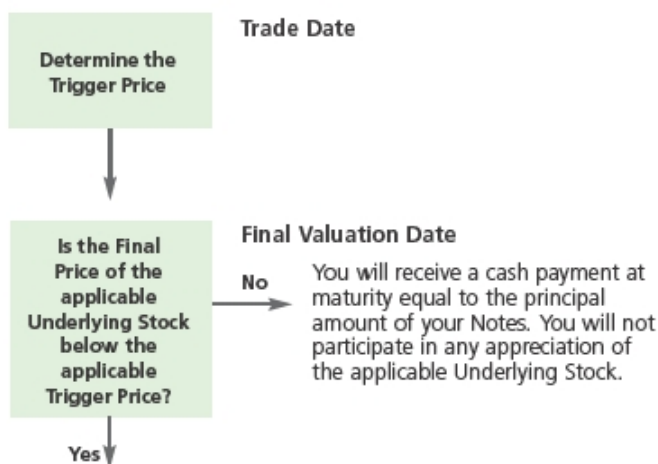 Trade Date
Determine the
Trigger Price
Final Valuation Date
Is the Final
Price of the
applicable
Underlying Stock
below the
applicable
Trigger Price?
No
You will receive a cash payment at
maturity equal to the principal
amount of your Notes. You will not
participate in any appreciation of
the applicable Underlying Stock.
Yes